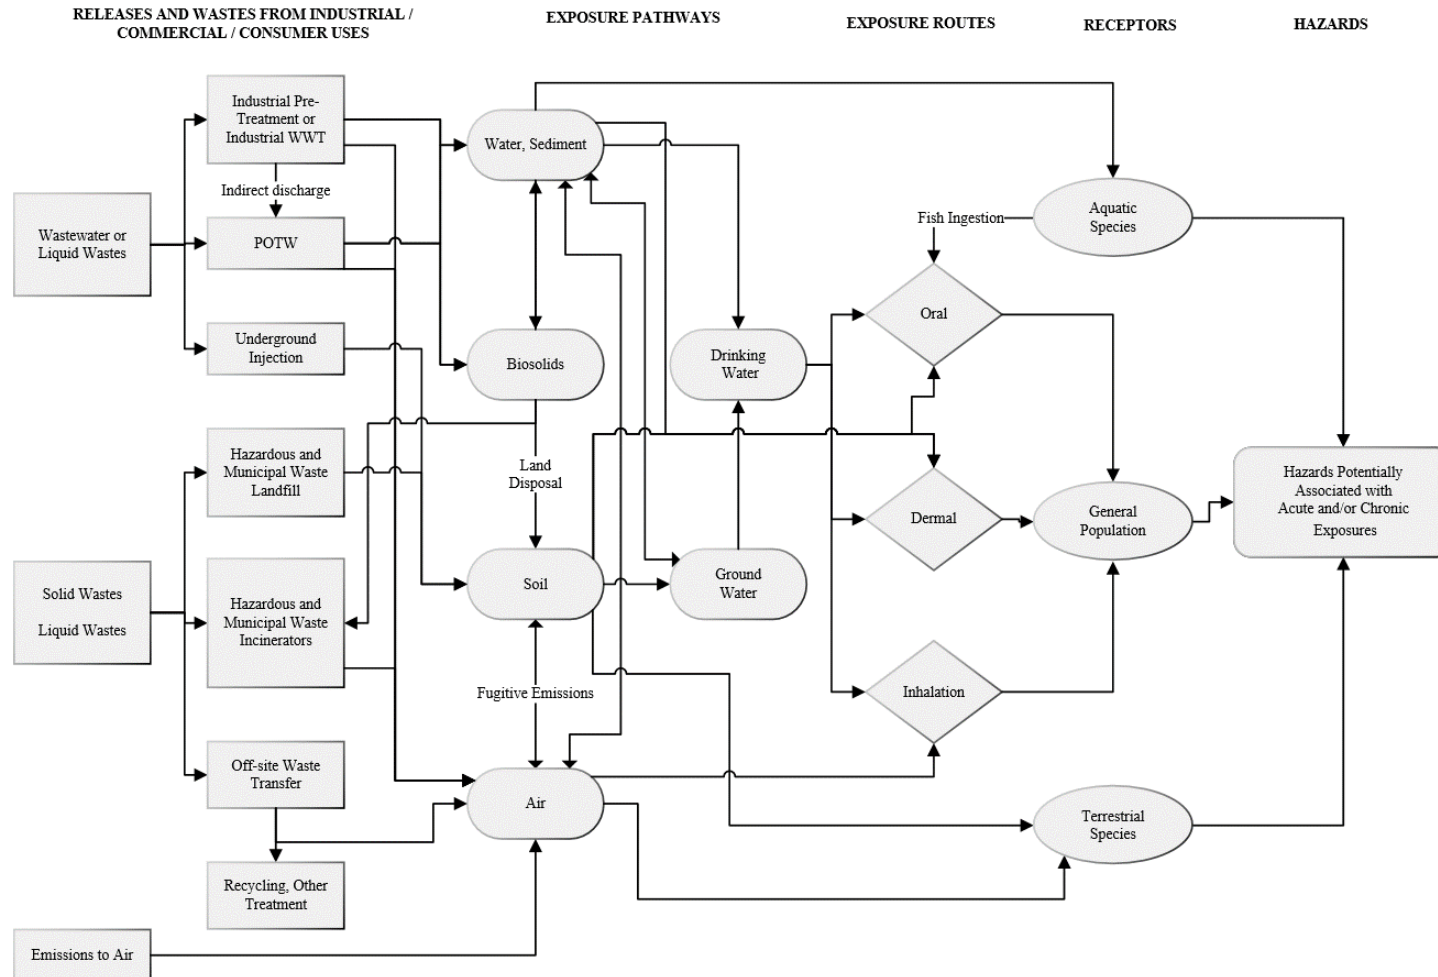 RELEASES AND WASTES FROM INDUSTRIAL /
COMMERCIAL / CONSUMER USES
EXPOSURE PATHWAYS
EXPOSURE ROUTES
RECEPTORS
HAZARDS
Wastewater or
Liquid Wastes
Solid Wastes
Liquid Wastes
Emissions to Air
Industrial Pre-
Treatment or
Industrial WWT
Indirect discharge
POTW
Underground
Injection
Hazardous and
Municipal Waste
Landfill
Hazardous and
Municipal Waste
Incinerators
Off-site Waste
Transfer
Recycling, Other
Treatment
Water, Sediment
Biosolids
Land
Disposal
Soil
Fugitive Emissions
Air
Drinking
Water
Ground
Water
Fish Ingestion
Oral
Dermal
Inhalation
Aquatic
Species
General
Population
Terrestrial
Species
Hazards Potentially
Associated with
Acute and/or Chronic
Exposures